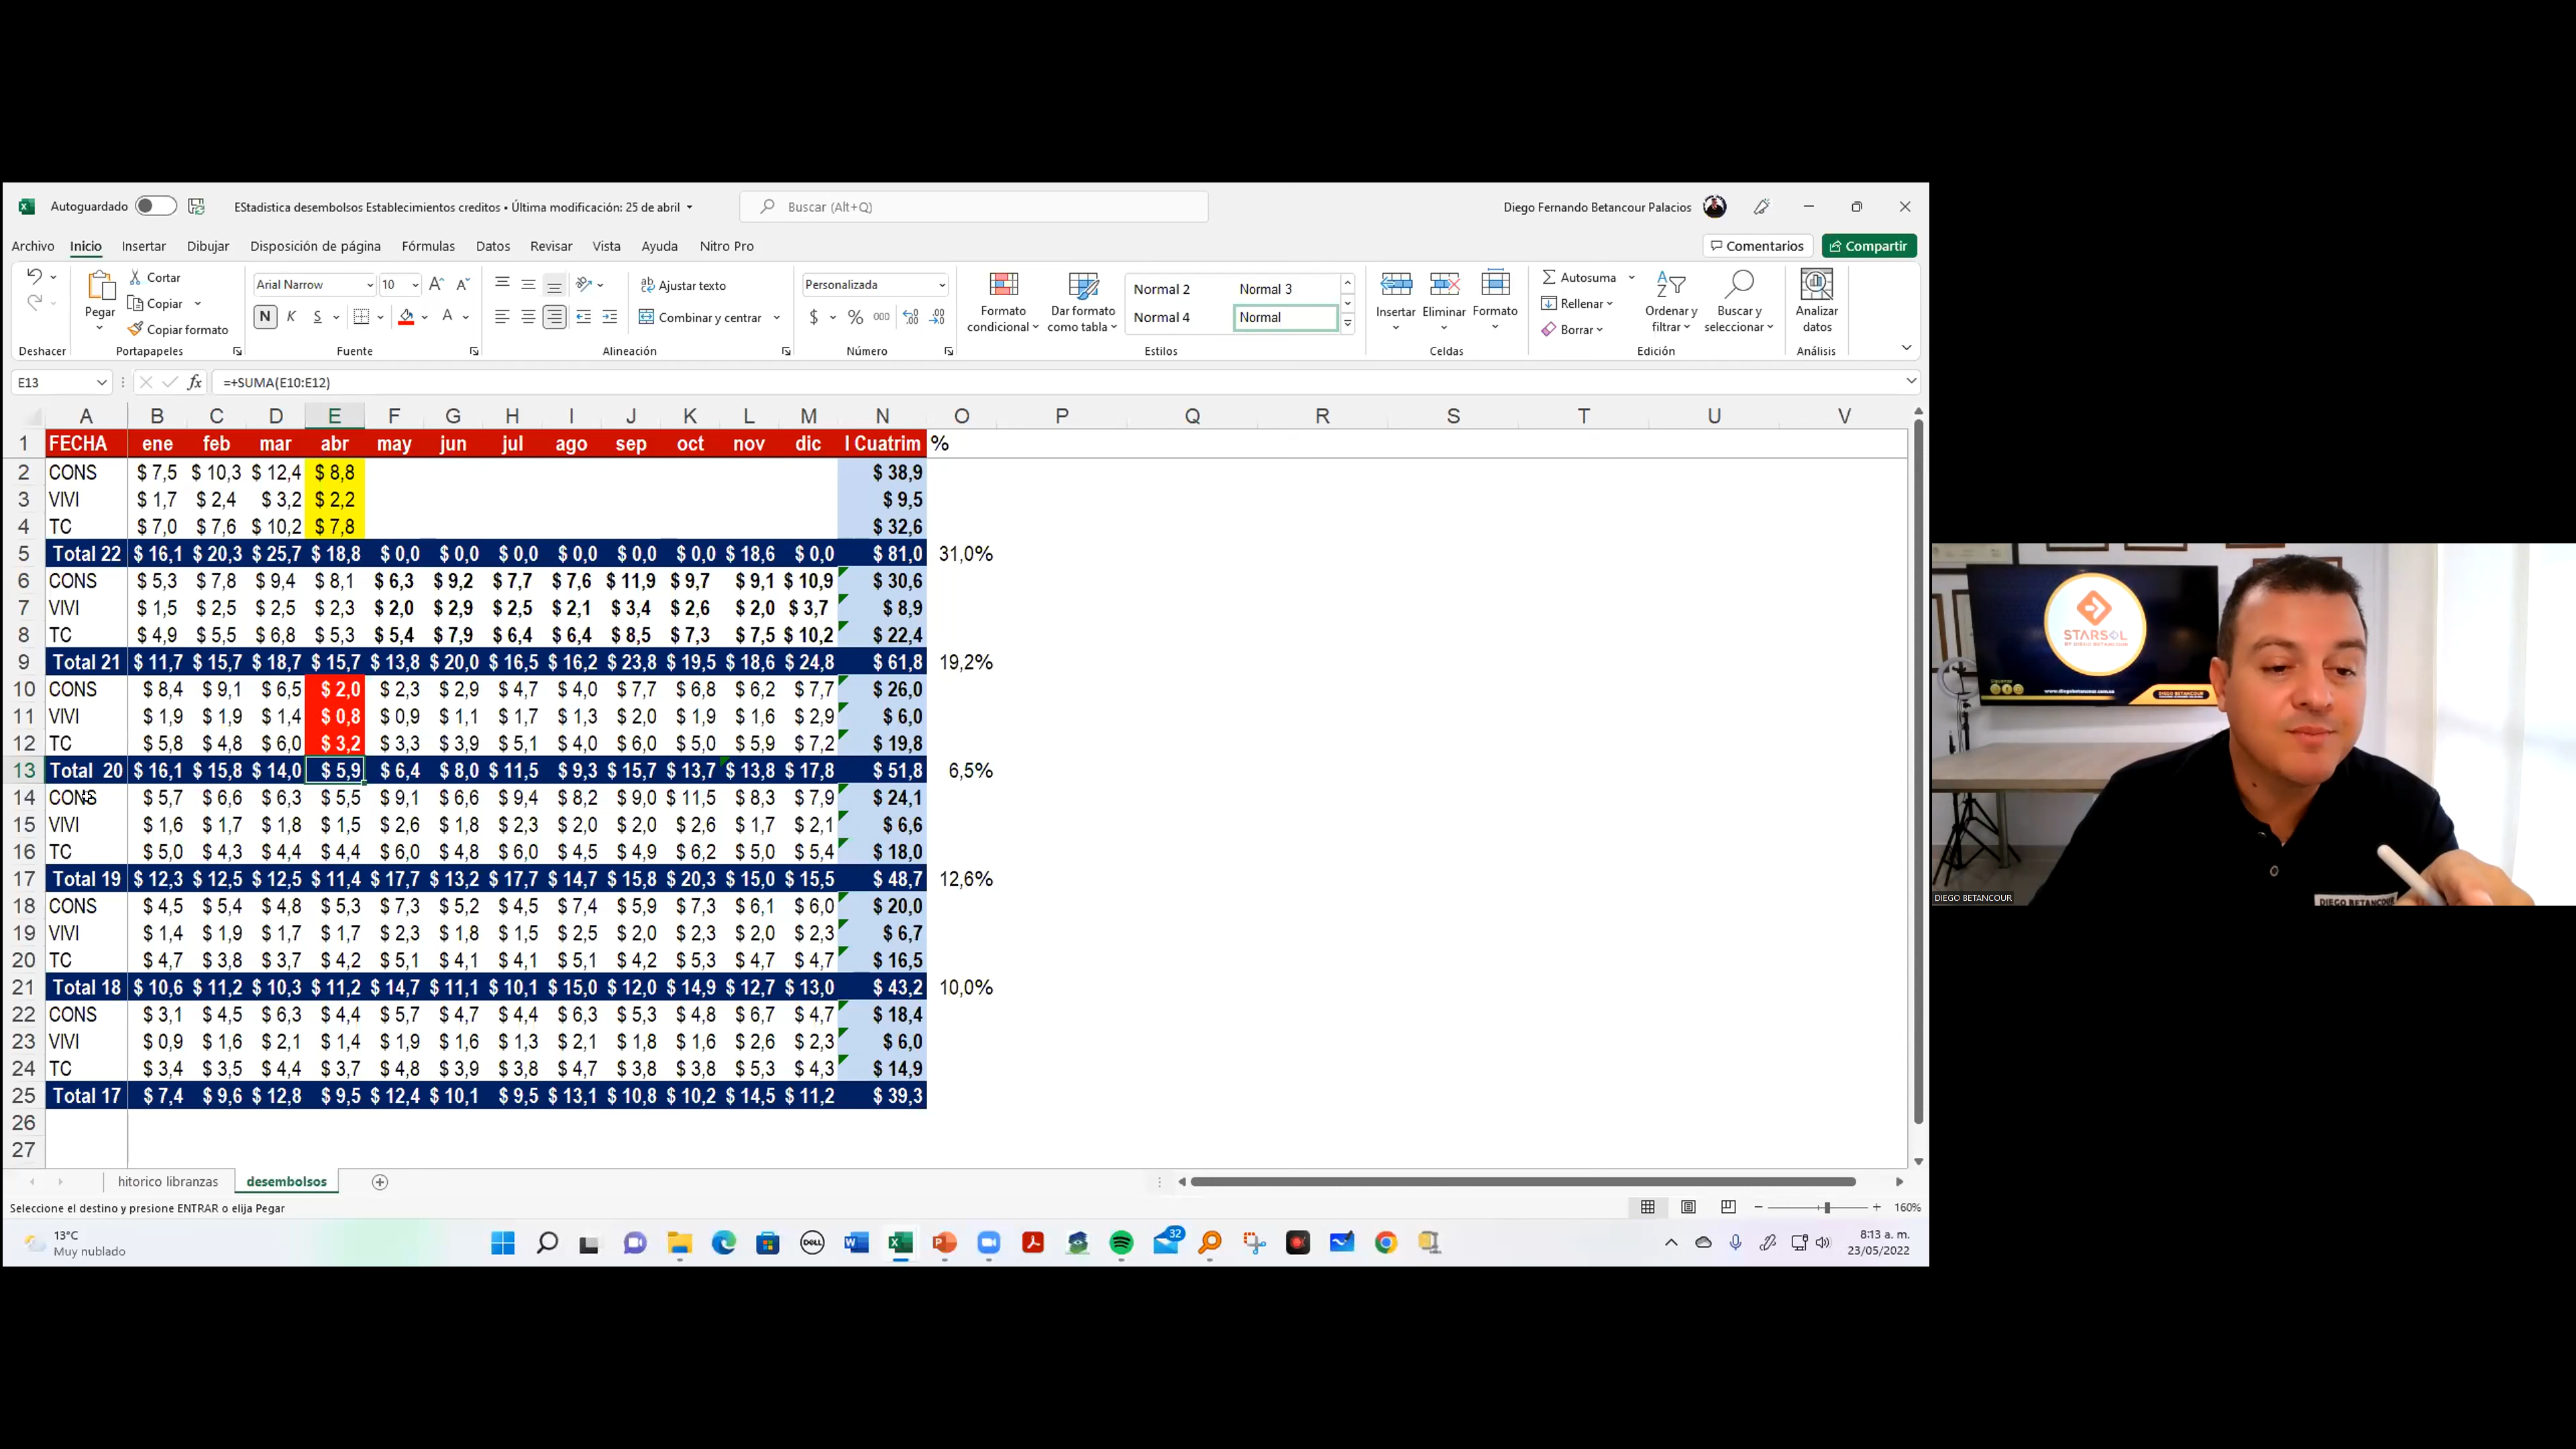 Autoguardado EStadistica desembolsos Establecimientos creditos • Última modificación: 25 de abril Buscar (Alt+Q) Diego Fernando Betancour Palacios
Archivo Inicio Insertar Dibujar Disposición de página Fórmulas Datos Revisar Vista Ayuda Nitro Pro Comentarios Compartir
Pegar Cortar
Copiar
Copiar formato
Arial Narrow 10
N K S
Ajustar texto
Combinar y centrar
Personalizada
$ % 000
Formato condicional
Dar formato como tabla
Normal 2 Normal 3
Normal 4 Normal
Insertar Eliminar Formato
Autosuma
Rellenar
Borrar
Ordenar y filtrar
Buscar y seleccionar
Analizar datos
Deshacer Portapapeles Fuente Alineación Número Estilos Celdas Edición Análisis
E13 fx =+SUMA(E10:E12)
A B C D E F G H I J K L M N O P Q R S T U V
1 FECHA ene feb mar abr may jun jul ago sep oct nov dic I Cuatrim %
2 CONS $ 7,5 $ 10,3 $ 12,4 $ 8,8 $ 38,9
3 VIVI $ 1,7 $ 2,4 $ 3,2 $ 2,2 $ 9,5
4 TC $ 7,0 $ 7,6 $ 10,2 $ 7,8 $ 32,6
5 Total 22 $ 16,1 $ 20,3 $ 25,7 $ 18,8 $ 0,0 $ 0,0 $ 0,0 $ 0,0 $ 0,0 $ 0,0 $ 18,6 $ 0,0 $ 81,0 31,0%
6 CONS $ 5,3 $ 7,8 $ 9,4 $ 8,1 $ 6,3 $ 9,2 $ 7,7 $ 7,6 $ 11,9 $ 9,7 $ 9,1 $ 10,9 $ 30,6
7 VIVI $ 1,5 $ 2,5 $ 2,5 $ 2,3 $ 2,0 $ 2,9 $ 2,5 $ 2,1 $ 3,4 $ 2,6 $ 2,0 $ 3,7 $ 8,9
8 TC $ 4,9 $ 5,5 $ 6,8 $ 5,3 $ 5,4 $ 7,9 $ 6,4 $ 6,4 $ 8,5 $ 7,3 $ 7,5 $ 10,2 $ 22,4
9 Total 21 $ 11,7 $ 15,7 $ 18,7 $ 15,7 $ 13,8 $ 20,0 $ 16,5 $ 16,2 $ 23,8 $ 19,5 $ 18,6 $ 24,8 $ 61,8 19,2%
10 CONS $ 8,4 $ 9,1 $ 6,5 $ 2,0 $ 2,3 $ 2,9 $ 4,7 $ 4,0 $ 7,7 $ 6,8 $ 6,2 $ 7,7 $ 26,0
11 VIVI $ 1,9 $ 1,9 $ 1,4 $ 0,8 $ 0,9 $ 1,1 $ 1,7 $ 1,3 $ 2,0 $ 1,9 $ 1,6 $ 2,9 $ 6,0
12 TC $ 5,8 $ 4,8 $ 6,0 $ 3,2 $ 3,3 $ 3,9 $ 5,1 $ 4,0 $ 6,0 $ 5,0 $ 5,9 $ 7,2 $ 19,8
13 Total 20 $ 16,1 $ 15,8 $ 14,0 $ 5,9 $ 6,4 $ 8,0 $ 11,5 $ 9,3 $ 15,7 $ 13,7 $ 13,8 $ 17,8 $ 51,8 6,5%
14 CONS $ 5,7 $ 6,6 $ 6,3 $ 5,5 $ 9,1 $ 6,6 $ 9,4 $ 8,2 $ 9,0 $ 11,5 $ 8,3 $ 7,9 $ 24,1
15 VIVI $ 1,6 $ 1,7 $ 1,8 $ 1,5 $ 2,6 $ 1,8 $ 2,3 $ 2,0 $ 2,0 $ 2,6 $ 1,7 $ 2,1 $ 6,6
16 TC $ 5,0 $ 4,3 $ 4,4 $ 4,4 $ 6,0 $ 4,8 $ 6,0 $ 4,5 $ 4,9 $ 6,2 $ 5,0 $ 5,4 $ 18,0
17 Total 19 $ 12,3 $ 12,5 $ 12,5 $ 11,4 $ 17,7 $ 13,2 $ 17,7 $ 14,7 $ 15,8 $ 20,3 $ 15,0 $ 15,5 $ 48,7 12,6%
18 CONS $ 4,5 $ 5,4 $ 4,8 $ 5,3 $ 7,3 $ 5,2 $ 4,5 $ 7,4 $ 5,9 $ 7,3 $ 6,1 $ 6,0 $ 20,0
19 VIVI $ 1,4 $ 1,9 $ 1,7 $ 1,7 $ 2,3 $ 1,8 $ 1,5 $ 2,5 $ 2,0 $ 2,3 $ 2,0 $ 2,3 $ 6,7
20 TC $ 4,7 $ 3,8 $ 3,7 $ 4,2 $ 5,1 $ 4,1 $ 4,1 $ 5,1 $ 4,2 $ 5,3 $ 4,7 $ 4,7 $ 16,5
21 Total 18 $ 10,6 $ 11,2 $ 10,3 $ 11,2 $ 14,7 $ 11,1 $ 10,1 $ 15,0 $ 12,0 $ 14,9 $ 12,7 $ 13,0 $ 43,2 10,0%
22 CONS $ 3,1 $ 4,5 $ 6,3 $ 4,4 $ 5,7 $ 4,7 $ 4,4 $ 6,3 $ 5,3 $ 4,8 $ 6,7 $ 4,7 $ 18,4
23 VIVI $ 0,9 $ 1,6 $ 2,1 $ 1,4 $ 1,9 $ 1,6 $ 1,3 $ 2,1 $ 1,8 $ 1,6 $ 2,6 $ 2,3 $ 6,0
24 TC $ 3,4 $ 3,5 $ 4,4 $ 3,7 $ 4,8 $ 3,9 $ 3,8 $ 4,7 $ 3,8 $ 3,8 $ 5,3 $ 4,3 $ 14,9
25 Total 17 $ 7,4 $ 9,6 $ 12,8 $ 9,5 $ 12,4 $ 10,1 $ 9,5 $ 13,1 $ 10,8 $ 10,2 $ 14,5 $ 11,2 $ 39,3
26
27
hitorico libranzas desembolsos
Seleccione el destino y presione ENTRAR o elija Pegar 160%
13°C
Muy nublado
DELL
32
8:13 a. m.
23/05/2022
STARSOL
BY DIEGO BETANCOUR
www.diegobetancour.com.co
DIEGO BETANCOUR
DIEGO BETANCOUR
DIEGO BETANCOUR